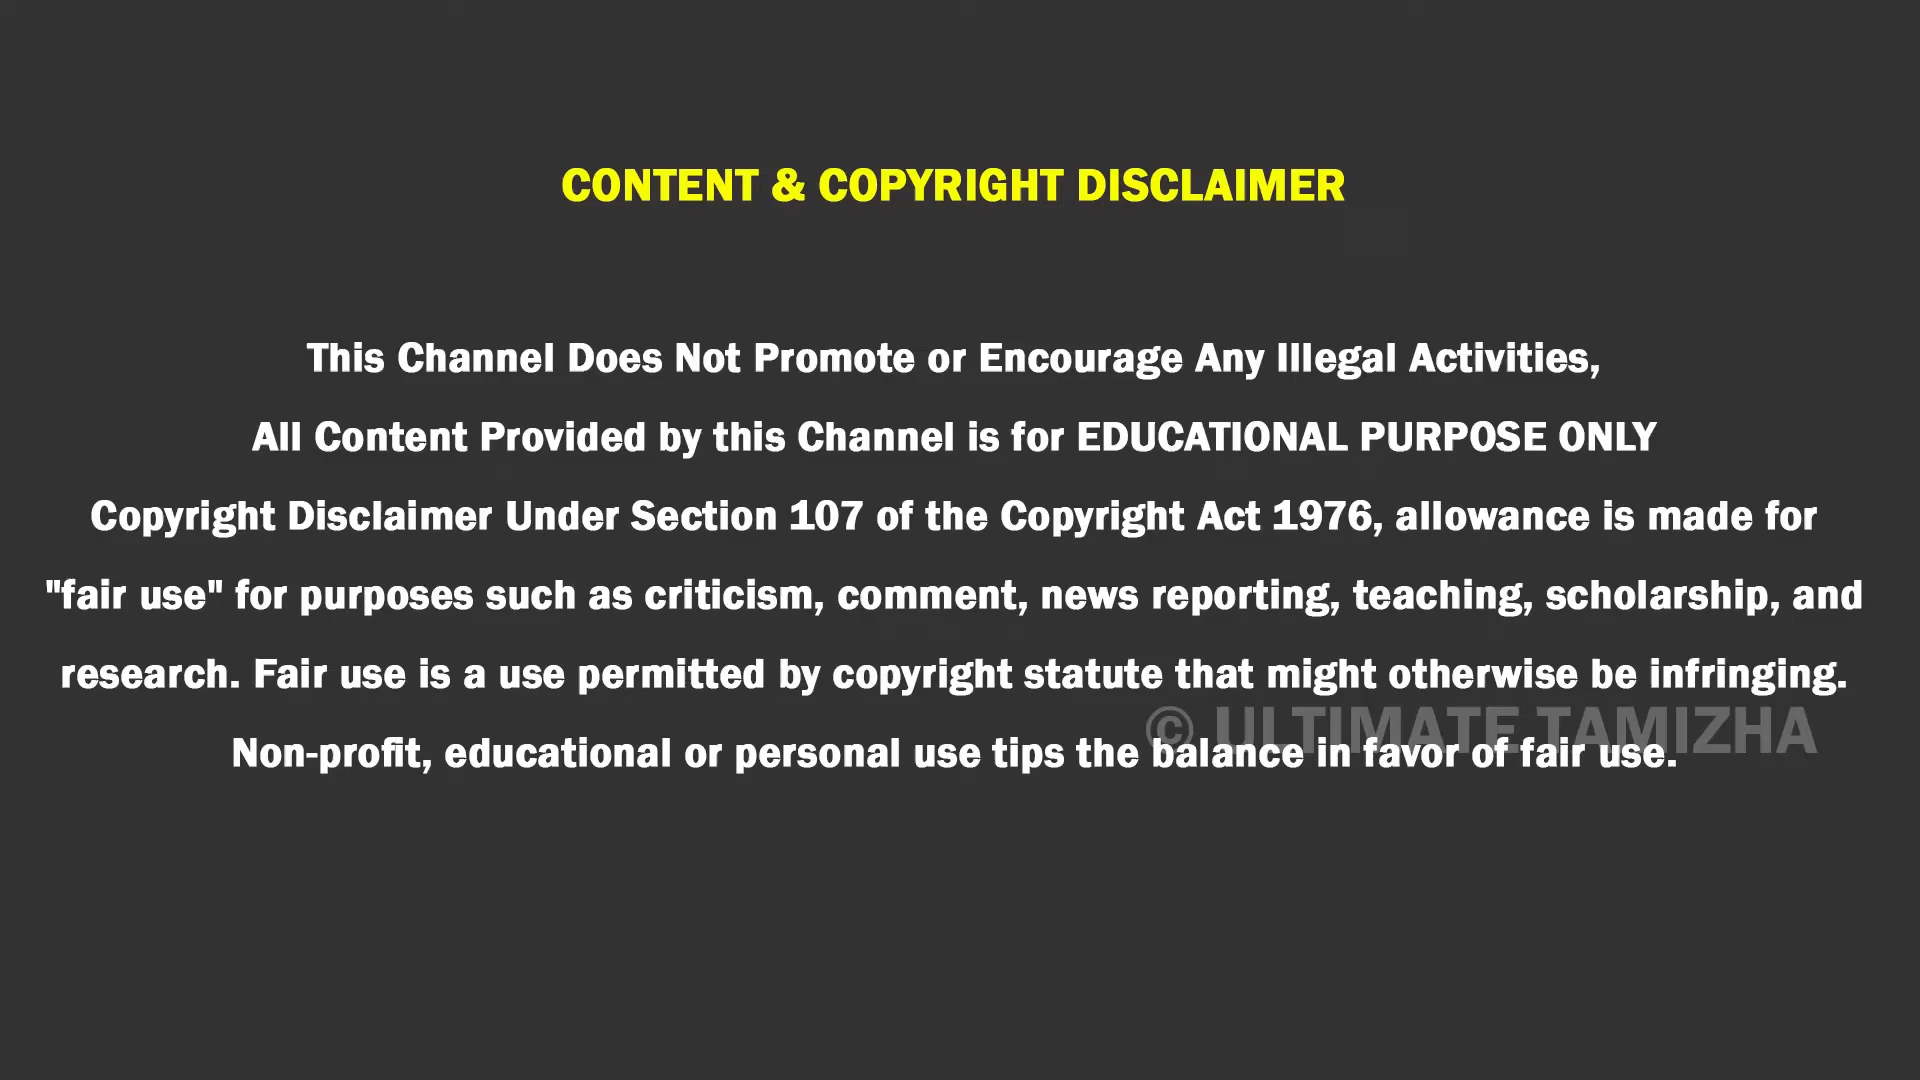 CONTENT & COPYRIGHT DISCLAIMER
This Channel Does Not Promote or Encourage Any Illegal Activities,
All Content Provided by this Channel is for EDUCATIONAL PURPOSE ONLY
Copyright Disclaimer Under Section 107 of the Copyright Act 1976, allowance is made for
"fair use" for purposes such as criticism, comment, news reporting, teaching, scholarship, and
research. Fair use is a use permitted by copyright statute that might otherwise be infringing.
© ULTIMATE TAMIZHA
Non-profit, educational or personal use tips the balance in favor of fair use.